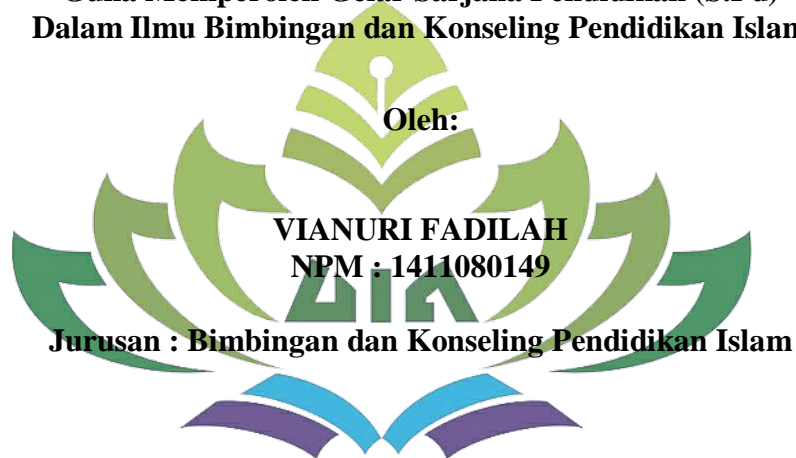 Guna Memperoleh Gelar Sarjana Pendidikan (S.Pd)
Dalam Ilmu Bimbingan dan Konseling Pendidikan Islam
Oleh:
VIANURI FADILAH
NPM : 1411080149
UIN
Jurusan : Bimbingan dan Konseling Pendidikan Islam